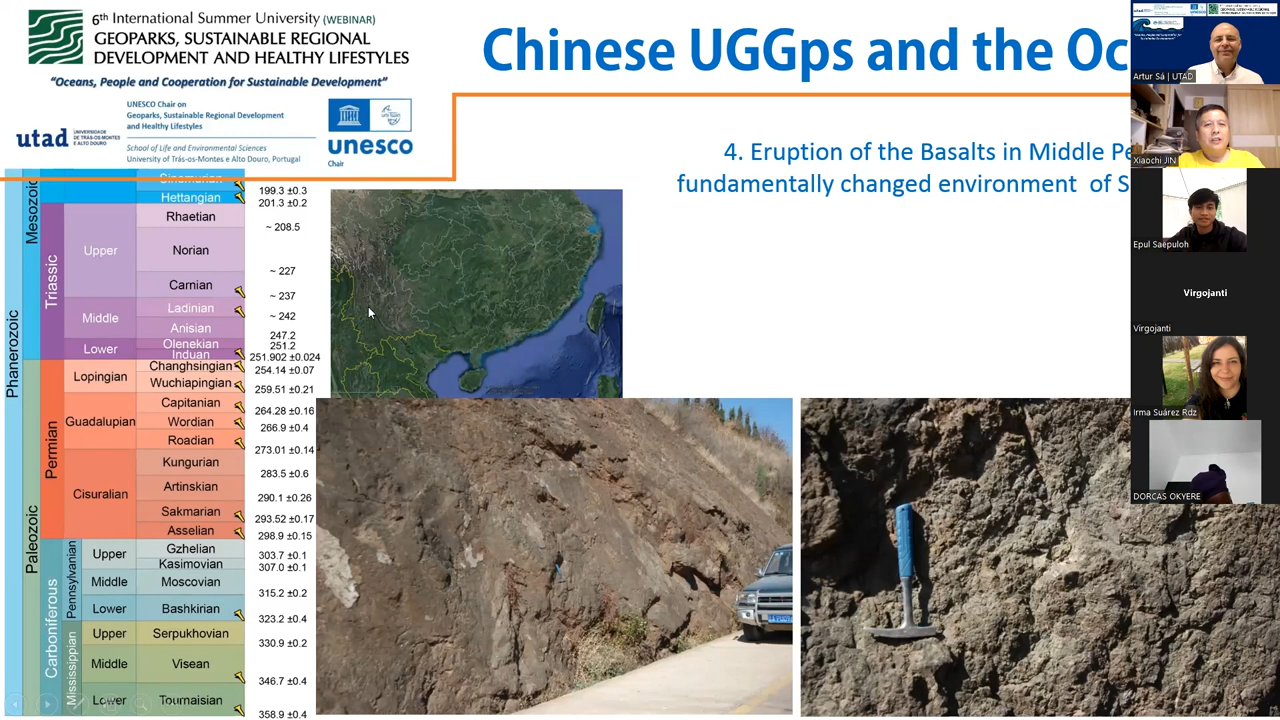 6th International Summer University (WEBINAR)
GEOPARKS, SUSTAINABLE REGIONAL
DEVELOPMENT AND HEALTHY LIFESTYLES
"Oceans, People and Cooperation for Sustainable Development"
utad
UNIVERSIDADE
DE TRÁS-OS-MONTES
E ALTO DOURO
UNESCO Chair on
Geoparks, Sustainable Regional Development
and Healthy Lifestyles
School of Life and Environmental Sciences
University of Trás-os-Montes e Alto Douro, Portugal
unesco
Chair
Chinese UGGps and the Oc
4. Eruption of the Basalts in Middle Pe
fundamentally changed environment of S
Phanerozoic
Mesozoic
Paleozoic
Triassic
Permian
Carboniferous
Pennsylvanian
Mississippian
Sinemurian
199.3 ±0.3
Hettangian
201.3 ±0.2
Upper
Rhaetian
~ 208.5
Norian
~ 227
Carnian
~ 237
Middle
Ladinian
~ 242
Anisian
247.2
Lower
Olenekian
251.2
Induan
251.902 ±0.024
Lopingian
Changhsingian
254.14 ±0.07
Wuchiapingian
259.51 ±0.21
Guadalupian
Capitanian
264.28 ±0.16
Wordian
266.9 ±0.4
Roadian
273.01 ±0.14
Cisuralian
Kungurian
283.5 ±0.6
Artinskian
290.1 ±0.26
Sakmarian
293.52 ±0.17
Asselian
298.9 ±0.15
Upper
Gzhelian
303.7 ±0.1
Kasimovian
307.0 ±0.1
Middle
Moscovian
315.2 ±0.2
Lower
Bashkirian
323.2 ±0.4
Upper
Serpukhovian
330.9 ±0.2
Middle
Visean
346.7 ±0.4
Lower
Tournaisian
358.9 ±0.4
Artur Sá | UTAD
Xiaochi JIN
Epul Saepuloh
Virgojanti
Virgojanti
Irma Suárez Rdz
DORCAS OKYERE